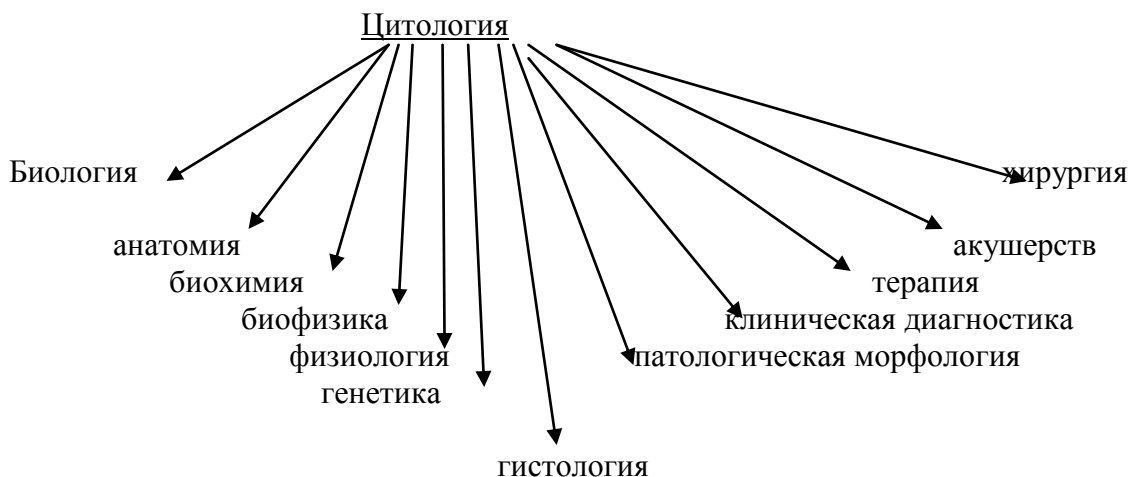 Цитология
Биология
хирургия
анатомия
акушерств
биохимия
терапия
биофизика
клиническая диагностика
физиология
патологическая морфология
генетика
гистология